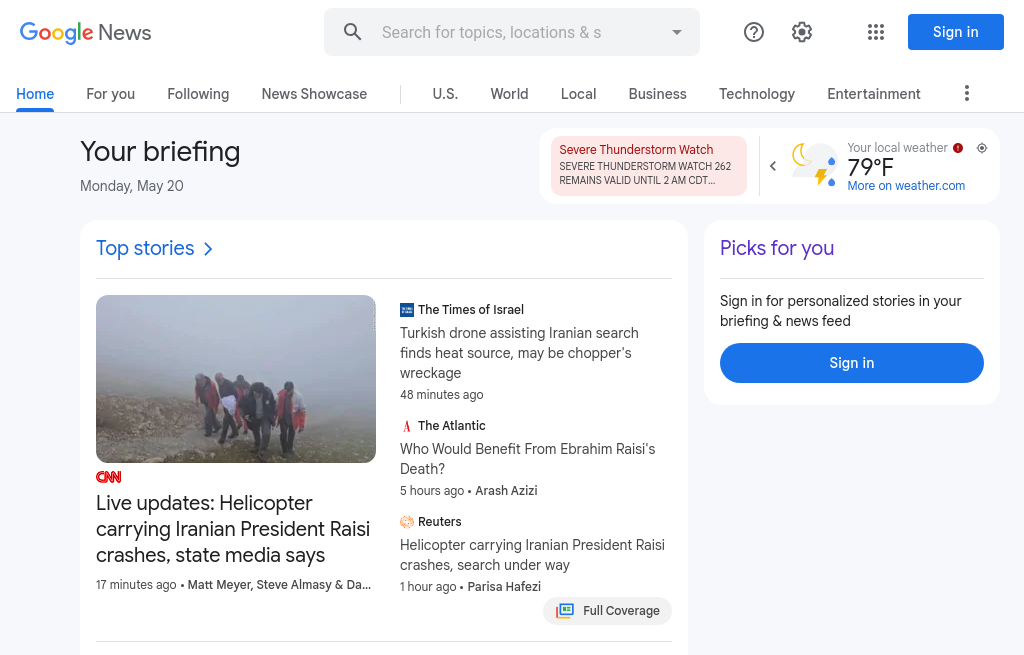 Google News
Search for topics, locations & s
Sign in
Home
For you
Following
News Showcase
U.S.
World
Local
Business
Technology
Entertainment
Your briefing
Monday, May 20
Severe Thunderstorm Watch
SEVERE THUNDERSTORM WATCH 262
REMAINS VALID UNTIL 2 AM CDT...
Your local weather
79°F
More on weather.com
Top stories
CNN
Live updates: Helicopter
carrying Iranian President Raisi
crashes, state media says
17 minutes ago • Matt Meyer, Steve Almasy & Da...
The Times of Israel
Turkish drone assisting Iranian search
finds heat source, may be chopper's
wreckage
48 minutes ago
The Atlantic
Who Would Benefit From Ebrahim Raisi's
Death?
5 hours ago • Arash Azizi
Reuters
Helicopter carrying Iranian President Raisi
crashes, search under way
1 hour ago • Parisa Hafezi
Full Coverage
Picks for you
Sign in for personalized stories in your
briefing & news feed
Sign in